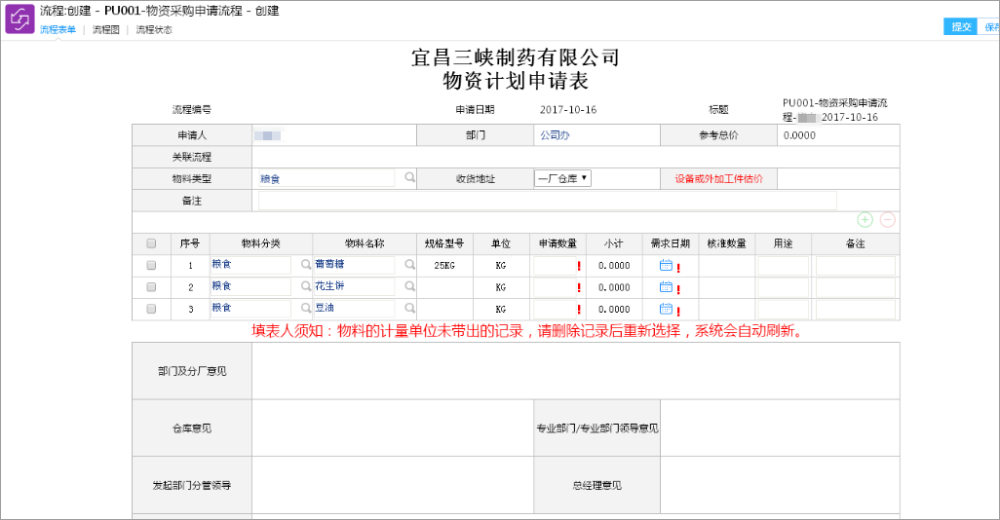 流程:创建 - PU001-物资采购申请流程 - 创建
流程表单 | 流程图 | 流程状态
提交 保存
宜昌三峡制药有限公司
物资计划申请表
流程编号 申请日期 2017-10-16 标题 PU001-物资采购申请流
程- 2017-10-16
申请人 部门 公司办 参考总价 0.0000
关联流程
物料类型 粮食 收货地址 一厂仓库 设备或外加工件估价
备注
序号 物料分类 物料名称 规格型号 单位 申请数量 小计 需求日期 核准数量 用途 备注
1 粮食 葡萄糖 25KG KG ! 0.0000 !
2 粮食 花生饼 KG ! 0.0000 !
3 粮食 豆油 KG ! 0.0000 !
填表人须知：物料的计量单位未带出的记录，请删除记录后重新选择，系统会自动刷新。
部门及分厂意见
仓库意见 专业部门/专业部门领导意见
发起部门分管领导 总经理意见